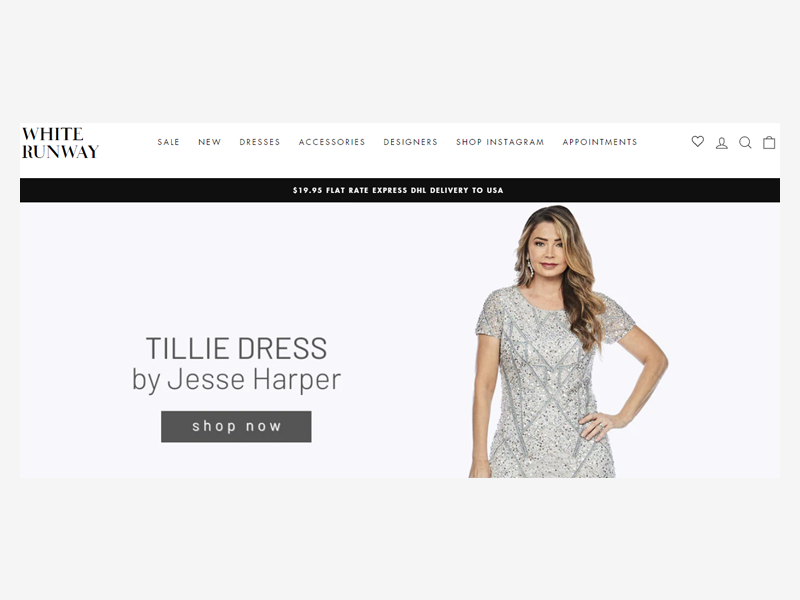 WHITE
RUNWAY
SALE NEW DRESSES ACCESSORIES DESIGNERS SHOP INSTAGRAM APPOINTMENTS
$19.95 FLAT RATE EXPRESS DHL DELIVERY TO USA
TILLIE DRESS
by Jesse Harper
shop now